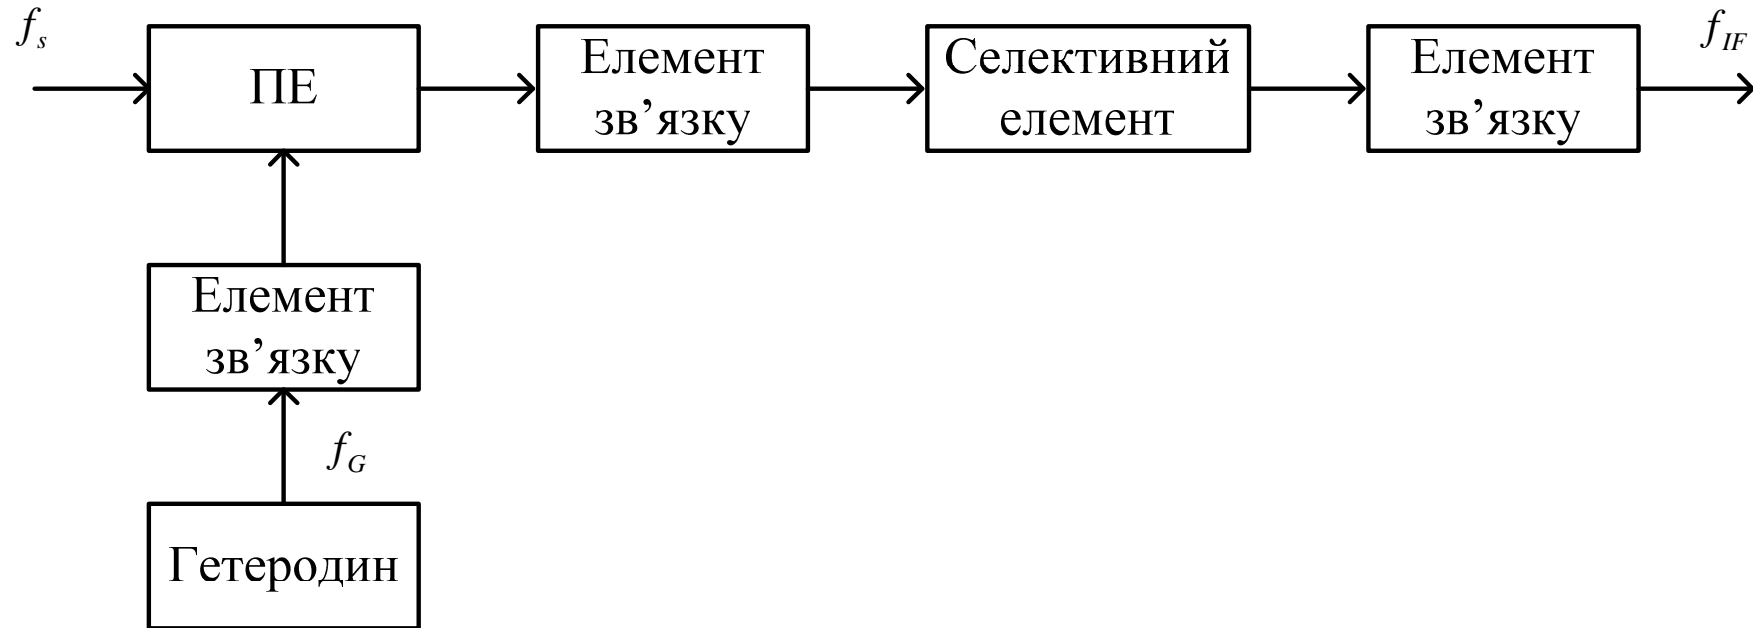 f_s
ПЕ
Елемент
зв’язку
Селективний
елемент
Елемент
зв’язку
f_IF
Елемент
зв’язку
f_G
Гетеродин